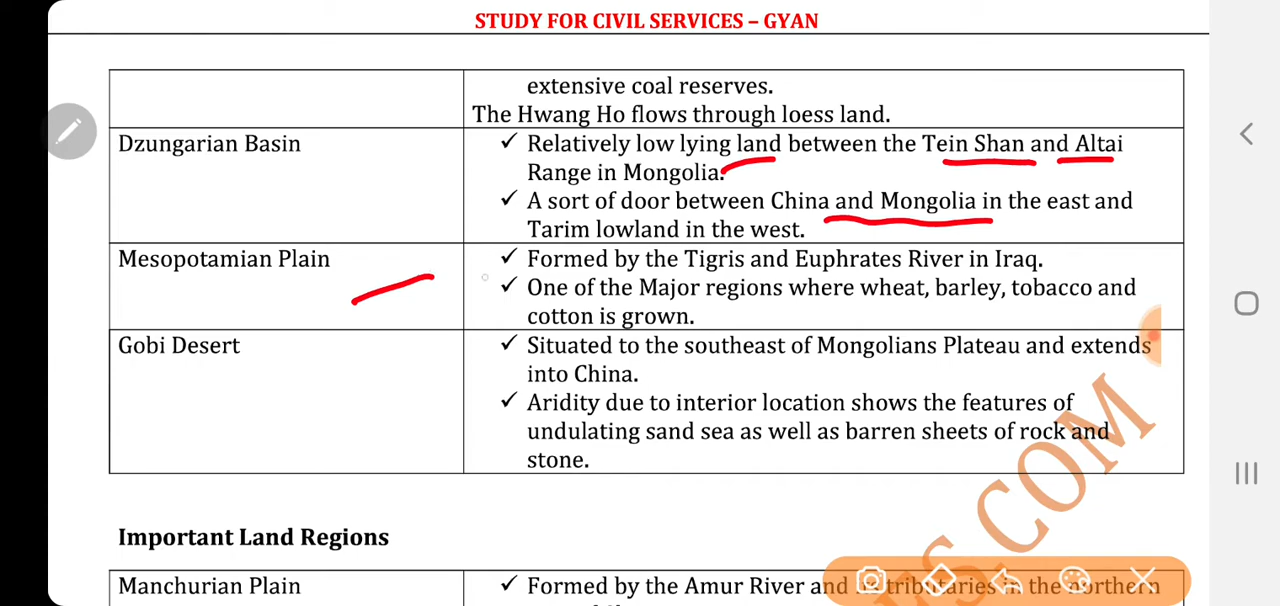 STUDY FOR CIVIL SERVICES – GYAN
extensive coal reserves.
The Hwang Ho flows through loess land.
Dzungarian Basin
✓ Relatively low lying land between the Tein Shan and Altai
Range in Mongolia.
✓ A sort of door between China and Mongolia in the east and
Tarim lowland in the west.
Mesopotamian Plain
✓ Formed by the Tigris and Euphrates River in Iraq.
✓ One of the Major regions where wheat, barley, tobacco and
cotton is grown.
Gobi Desert
✓ Situated to the southeast of Mongolians Plateau and extends
into China.
✓ Aridity due to interior location shows the features of
undulating sand sea as well as barren sheets of rock and
stone.
Important Land Regions
Manchurian Plain
✓ Formed by the Amur River and its tributaries in the northern
S.COM